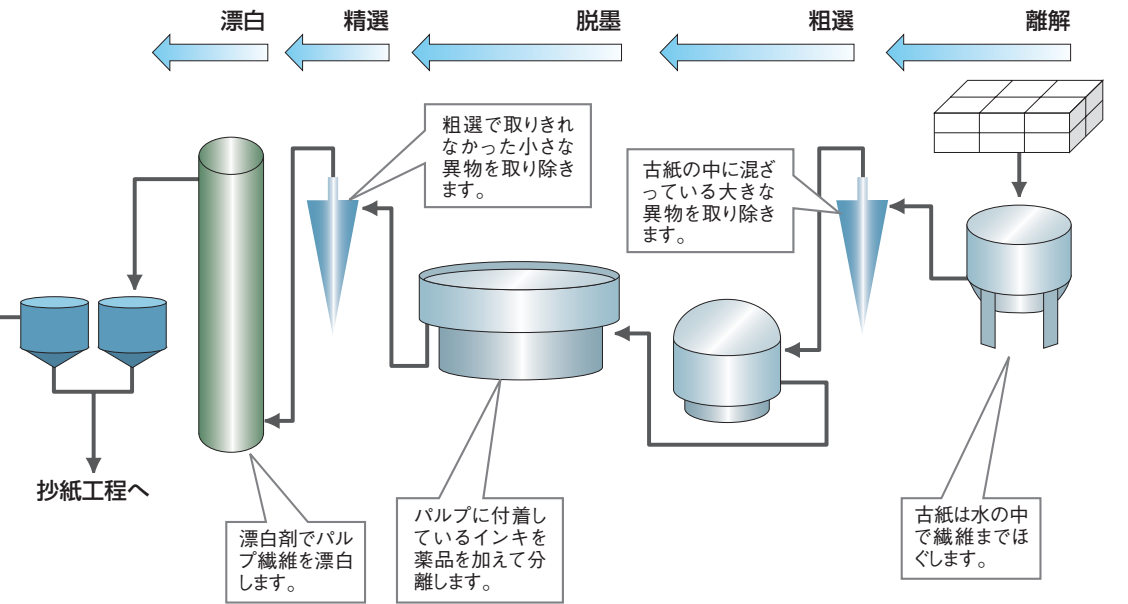 漂白
精選
脱墨
粗選
離解
粗選で取りきれ
なかった小さな
異物を取り除き
ます。
古紙の中に混ざ
っている大きな
異物を取り除き
ます。
抄紙工程へ
漂白剤でパル
プ繊維を漂白
します。
パルプに付着し
ているインキを
薬品を加えて分
離します。
古紙は水の中
で繊維までほ
ぐします。